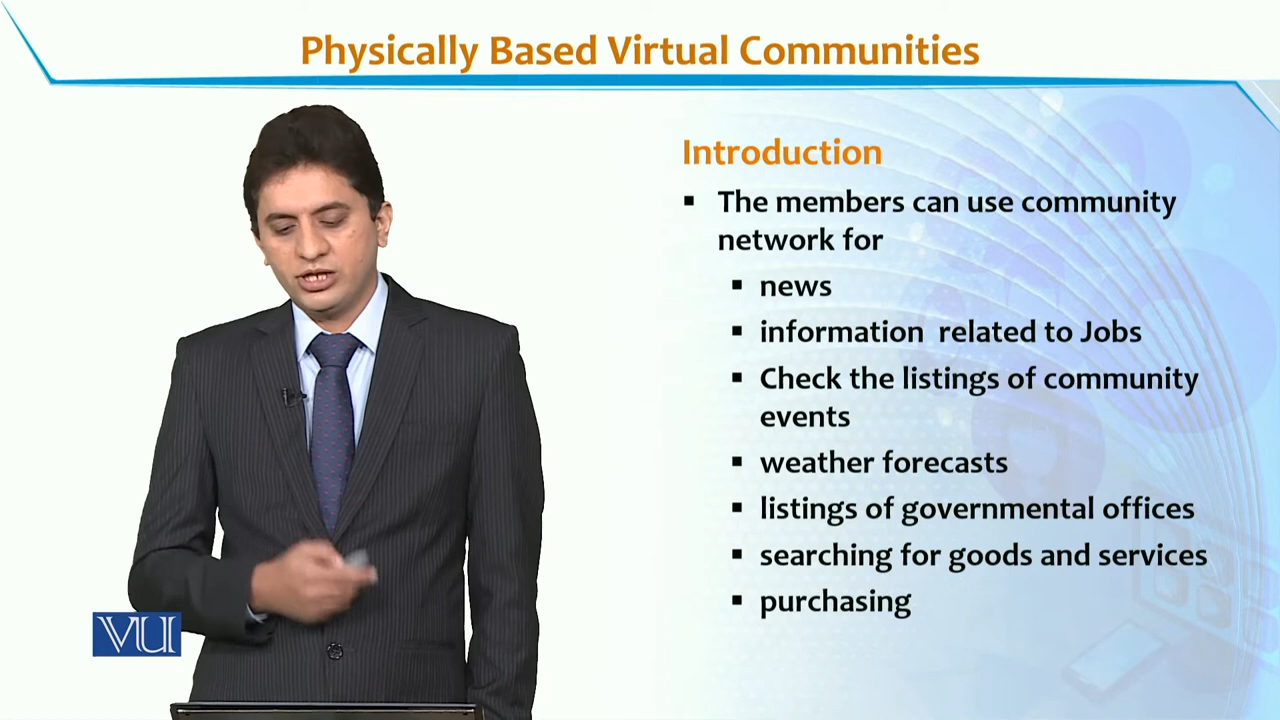 Physically Based Virtual Communities
Introduction
▪ The members can use community
network for
▪ news
▪ information related to Jobs
▪ Check the listings of community
events
▪ weather forecasts
▪ listings of governmental offices
▪ searching for goods and services
▪ purchasing
VU